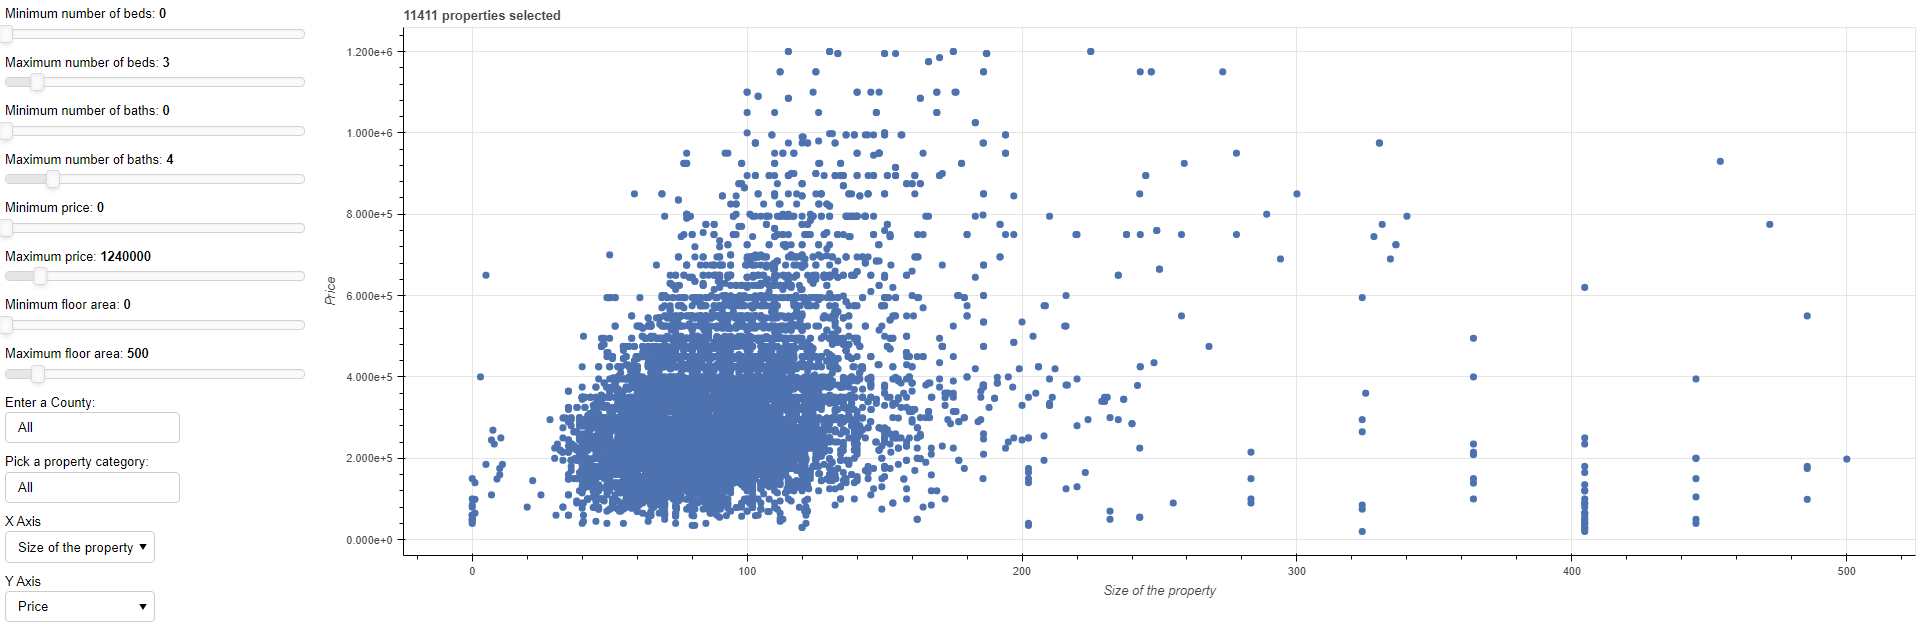 Minimum number of beds: 0
Maximum number of beds: 3
Minimum number of baths: 0
Maximum number of baths: 4
Minimum price: 0
Maximum price: 1240000
Minimum floor area: 0
Maximum floor area: 500
Enter a County:
All
Pick a property category:
All
X Axis
Size of the property
Y Axis
Price
11411 properties selected
Price
1.200e+6
1.000e+6
8.000e+5
6.000e+5
4.000e+5
2.000e+5
0.000e+0
0 100 200 300 400 500
Size of the property